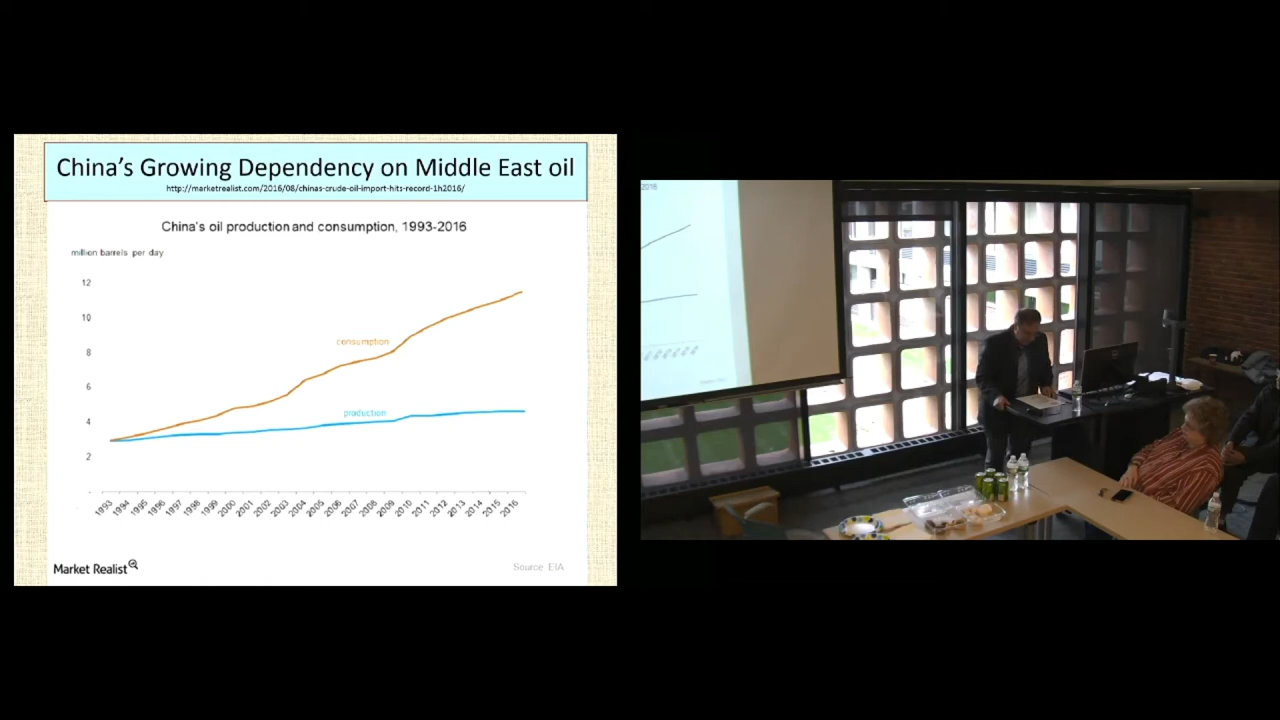 China's Growing Dependency on Middle East oil
http://marketrealist.com/2016/08/chinas-crude-oil-import-hits-record-1h2016/
China's oil production and consumption, 1993-2016
million barrels per day
12
10
8
6
4
2
-
consumption
production
1993 1994 1995 1996 1997 1998 1999 2000 2001 2002 2003 2004 2005 2006 2007 2008 2009 2010 2011 2012 2013 2014 2015 2016
Market Realist
Source: EIA
2016